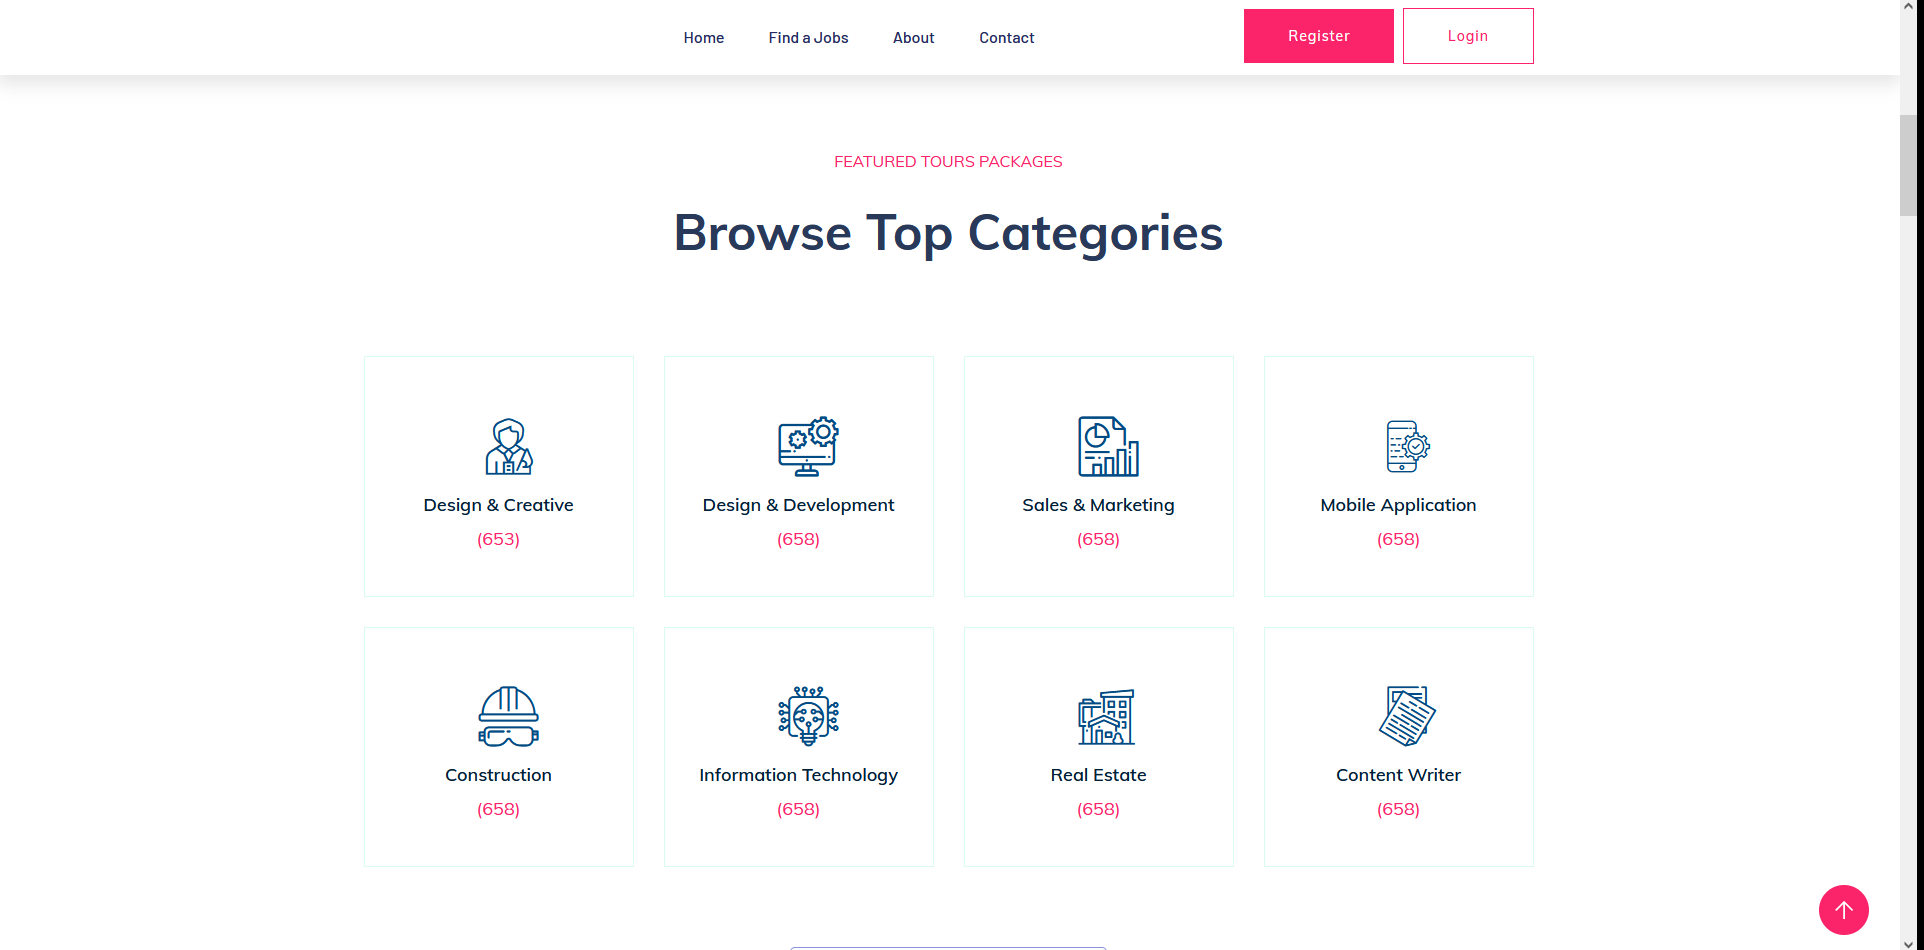 Home Find a Jobs About Contact Register Login
FEATURED TOURS PACKAGES
Browse Top Categories
Design & Creative
(653)
Design & Development
(658)
Sales & Marketing
(658)
Mobile Application
(658)
Construction
(658)
Information Technology
(658)
Real Estate
(658)
Content Writer
(658)